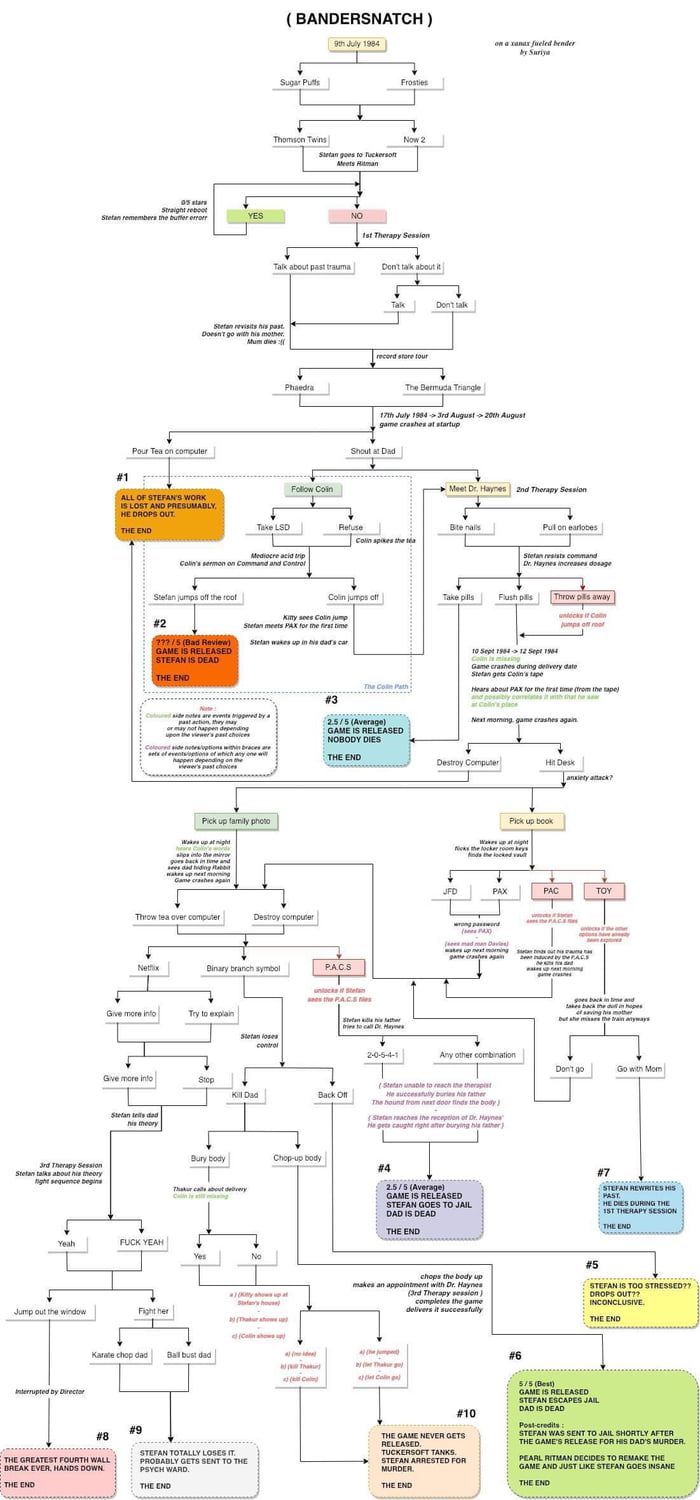 ( BANDERSNATCH )
9th July 1984
on a xanax fueled bender
by Suriya
Sugar Puffs
Frosties
Thomson Twins
Now 2
Stefan goes to Tuckersoft
Meets Ritman
0/5 stars
Straight reboot
Stefan remembers the buffer errorr
YES
NO
1st Therapy Session
Talk about past trauma
Don't talk about it
Talk
Don't talk
Stefan revisits his past.
Doesn't go with his mother.
Mum dies :((
record store tour
Phaedra
The Bermuda Triangle
17th July 1984 -> 3rd August -> 20th August
game crashes at startup
Pour Tea on computer
Shout at Dad
#1
ALL OF STEFAN'S WORK
IS LOST AND PRESUMABLY,
HE DROPS OUT.
THE END
Follow Colin
Meet Dr. Haynes
2nd Therapy Session
Take LSD
Refuse
Colin spikes the tea
Bite nails
Pull on earlobes
Mediocre acid trip
Colin's sermon on Command and Control
Stefan resists command
Dr. Haynes increases dosage
Stefan jumps off the roof
Colin jumps off
Take pills
Flush pills
Throw pills away
#2
??? / 5 (Bad Review)
GAME IS RELEASED
STEFAN IS DEAD
THE END
Kitty sees Colin jump
Stefan meets PAX for the first time
Stefan wakes up in his dad's car
unlocks if Colin
jumps off roof
The Colin Path
10 Sept 1984 -> 12 Sept 1984
Colin is missing
Game crashes during delivery date
Stefan gets Colin's tape
Hears about PAX for the first time (from the tape)
and possibly correlates it with that he saw
at Colin's place
Next morning, game crashes again.
Note :
Coloured side notes are events triggered by a
past action, they may
or may not happen depending
upon the viewer's past choices
Coloured side notes/options within braces are
sets of events/options of which any one will
happen depending on the
viewer's past choices
#3
2.5 / 5 (Average)
GAME IS RELEASED
NOBODY DIES
THE END
Destroy Computer
Hit Desk
anxiety attack?
Pick up family photo
Pick up book
Wakes up at night
hears Colin's words
slips into the mirror
goes back in time and
sees dad hiding Rabbit
wakes up next morning
Game crashes again
Wakes up at night
flicks the locker room keys
finds the locked vault
JFD
PAX
PAC
TOY
Throw tea over computer
Destroy computer
wrong password
(sees PAX)
-
(sees mad man Davies)
wakes up next morning
game crashes again
unlocks if Stefan
sees the P.A.C.S files
Stefan finds out his trauma has
been induced by the P.A.C.S
he kills his dad
wakes up next morning
game crashes
unlocks if the other
options have already
been explored
Netflix
Binary branch symbol
P.A.C.S
unlocks if Stefan
sees the P.A.C.S files
goes back in time and
takes back the doll in hopes
of saving his mother
but she misses the train anyways
Give more info
Try to explain
Stefan kills his father
tries to call Dr. Haynes
Stefan loses
control
2-0-5-4-1
Any other combination
Don't go
Go with Mom
Give more info
Stop
Kill Dad
Back Off
( Stefan unable to reach the therapist
He successfully buries his father
The hound from next door finds the body )
-
( Stefan reaches the reception of Dr. Haynes'
He gets caught right after burying his father )
Stefan tells dad
his theory
Bury body
Chop-up body
3rd Therapy Session
Stefan talks about his theory
fight sequence begins
Thakur calls about delivery
Colin is still missing
#4
2.5 / 5 (Average)
GAME IS RELEASED
STEFAN GOES TO JAIL
DAD IS DEAD
THE END
#7
STEFAN REWRITES HIS
PAST.
HE DIES DURING THE
1ST THERAPY SESSION
THE END
Yeah
FUCK YEAH
Yes
No
#5
STEFAN IS TOO STRESSED??
DROPS OUT??
INCONCLUSIVE.
THE END
chops the body up
makes an appointment with Dr. Haynes
(3rd Therapy session )
completes the game
delivers it successfully
a ) (Kitty shows up at
Stefan's house)
-
b) (Thakur shows up)
-
c) (Colin shows up)
Jump out the window
Fight her
Karate chop dad
Ball bust dad
a) (no idea)
-
b) (kill Thakur)
-
c) (kill Colin)
a) (he jumped)
-
b) (let Thakur go)
-
c) (let Colin go)
#6
5 / 5 (Best)
GAME IS RELEASED
STEFAN ESCAPES JAIL
DAD IS DEAD
Post-credits :
STEFAN WAS SENT TO JAIL SHORTLY AFTER
THE GAME'S RELEASE FOR HIS DAD'S MURDER.
PEARL RITMAN DECIDES TO REMAKE THE
GAME AND JUST LIKE STEFAN GOES INSANE
THE END
Interrupted by Director
#8
THE GREATEST FOURTH WALL
BREAK EVER, HANDS DOWN.
THE END
#9
STEFAN TOTALLY LOSES IT.
PROBABLY GETS SENT TO THE
PSYCH WARD.
THE END
#10
THE GAME NEVER GETS
RELEASED.
TUCKERSOFT TANKS.
STEFAN ARRESTED FOR
MURDER.
THE END